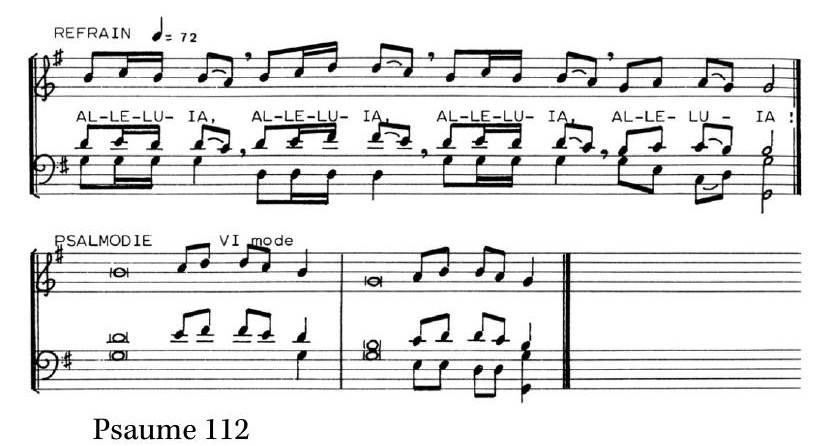 REFRAIN ♩= 72
AL-LE-LU- IA, AL-LE-LU- IA, AL-LE-LU- IA, AL-LE- LU - IA :
PSALMODIE VI mode
Psaume 112